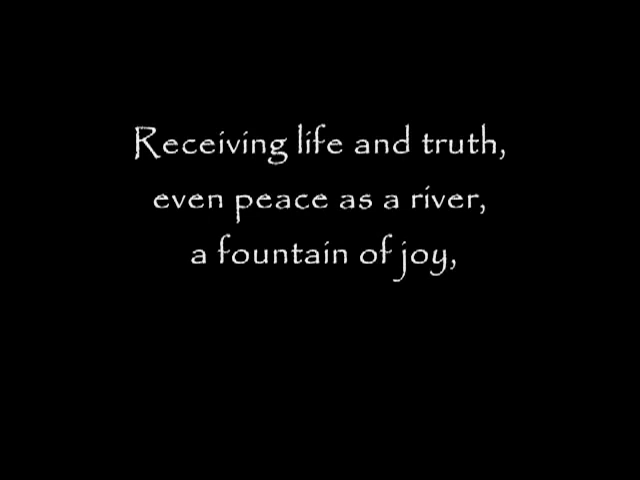 Receiving life and truth,
even peace as a river,
a fountain of joy,